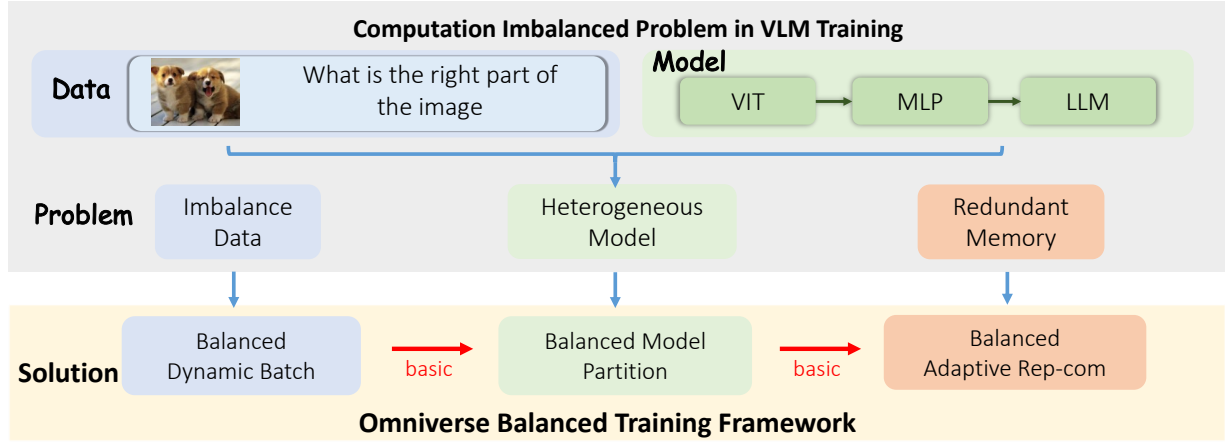 Computation Imbalanced Problem in VLM Training
Data
What is the right part of
the image
Model
VIT
MLP
LLM
Problem
Imbalance
Data
Heterogeneous
Model
Redundant
Memory
Solution
Balanced
Dynamic Batch
basic
Balanced Model
Partition
basic
Balanced
Adaptive Rep-com
Omniverse Balanced Training Framework